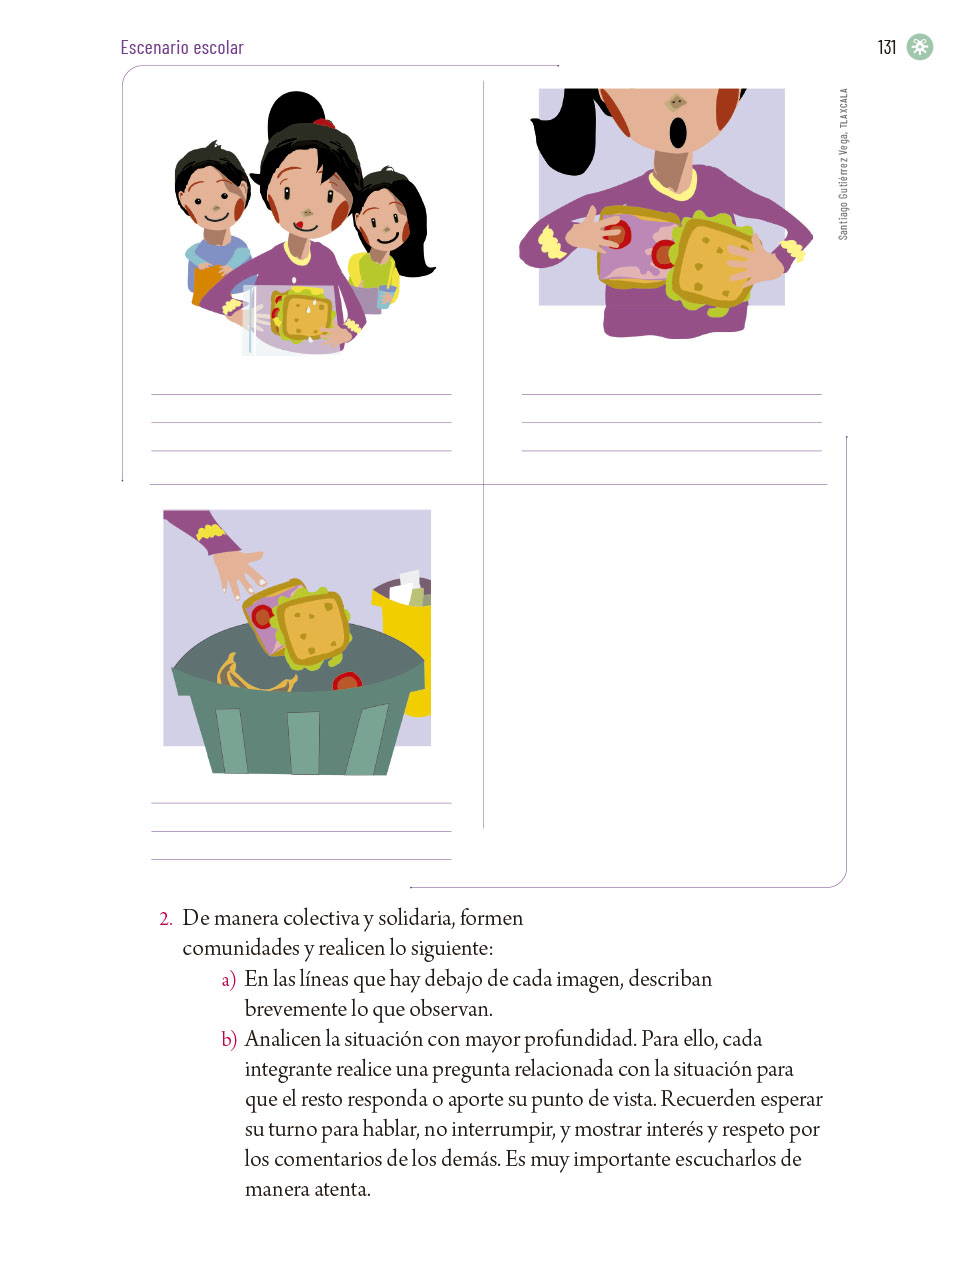 Escenario escolar
131
Santiago Gutiérrez Vega, TLAXCALA
2. De manera colectiva y solidaria, formen
comunidades y realicen lo siguiente:
a) En las líneas que hay debajo de cada imagen, describan
brevemente lo que observan.
b) Analicen la situación con mayor profundidad. Para ello, cada
integrante realice una pregunta relacionada con la situación para
que el resto responda o aporte su punto de vista. Recuerden esperar
su turno para hablar, no interrumpir, y mostrar interés y respeto por
los comentarios de los demás. Es muy importante escucharlos de
manera atenta.